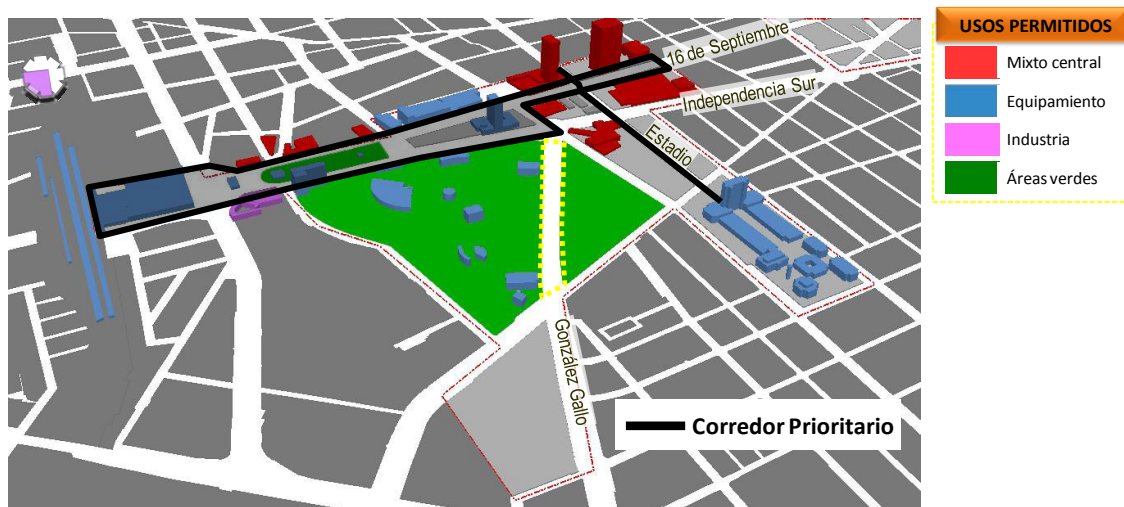 USOS PERMITIDOS
Mixto central
Equipamiento
Industria
Áreas verdes
16 de Septiembre
Independencia Sur
Estadio
González Gallo
Corredor Prioritario